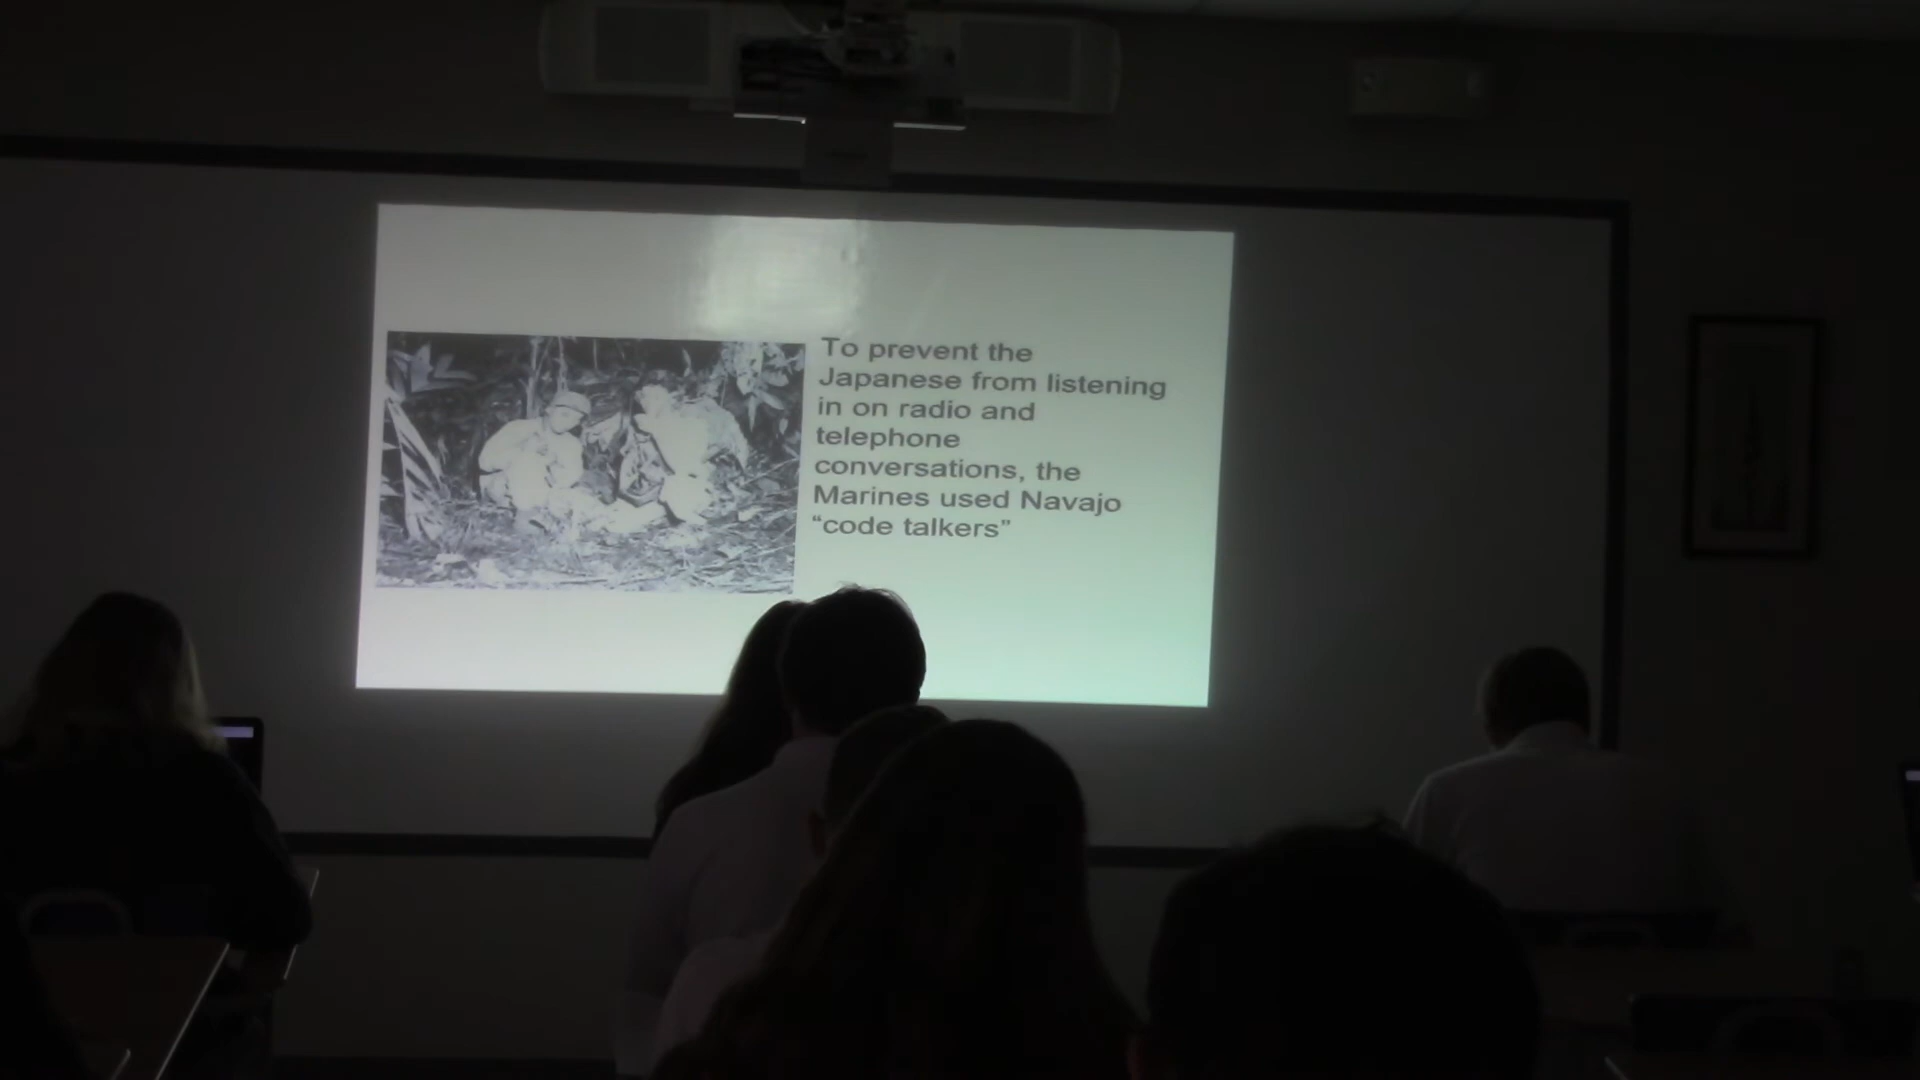 To prevent the
Japanese from listening
in on radio and
telephone
conversations, the
Marines used Navajo
“code talkers”